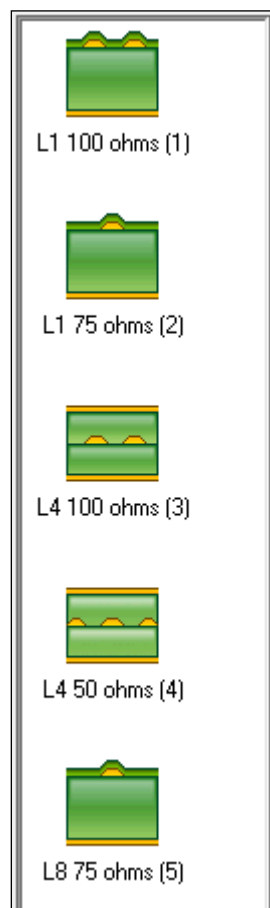 L1 100 ohms (1)
L1 75 ohms (2)
L4 100 ohms (3)
L4 50 ohms (4)
L8 75 ohms (5)